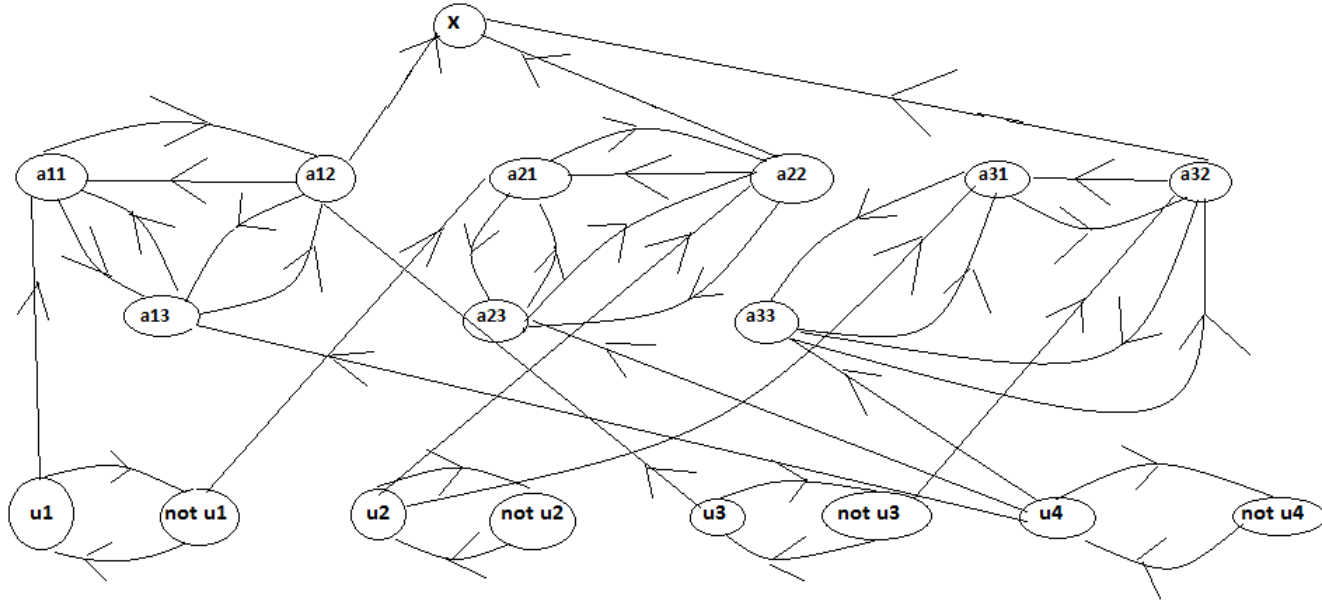 X
a11 a12 a21 a22 a31 a32
a13 a23 a33
u1 not u1 u2 not u2 u3 not u3 u4 not u4